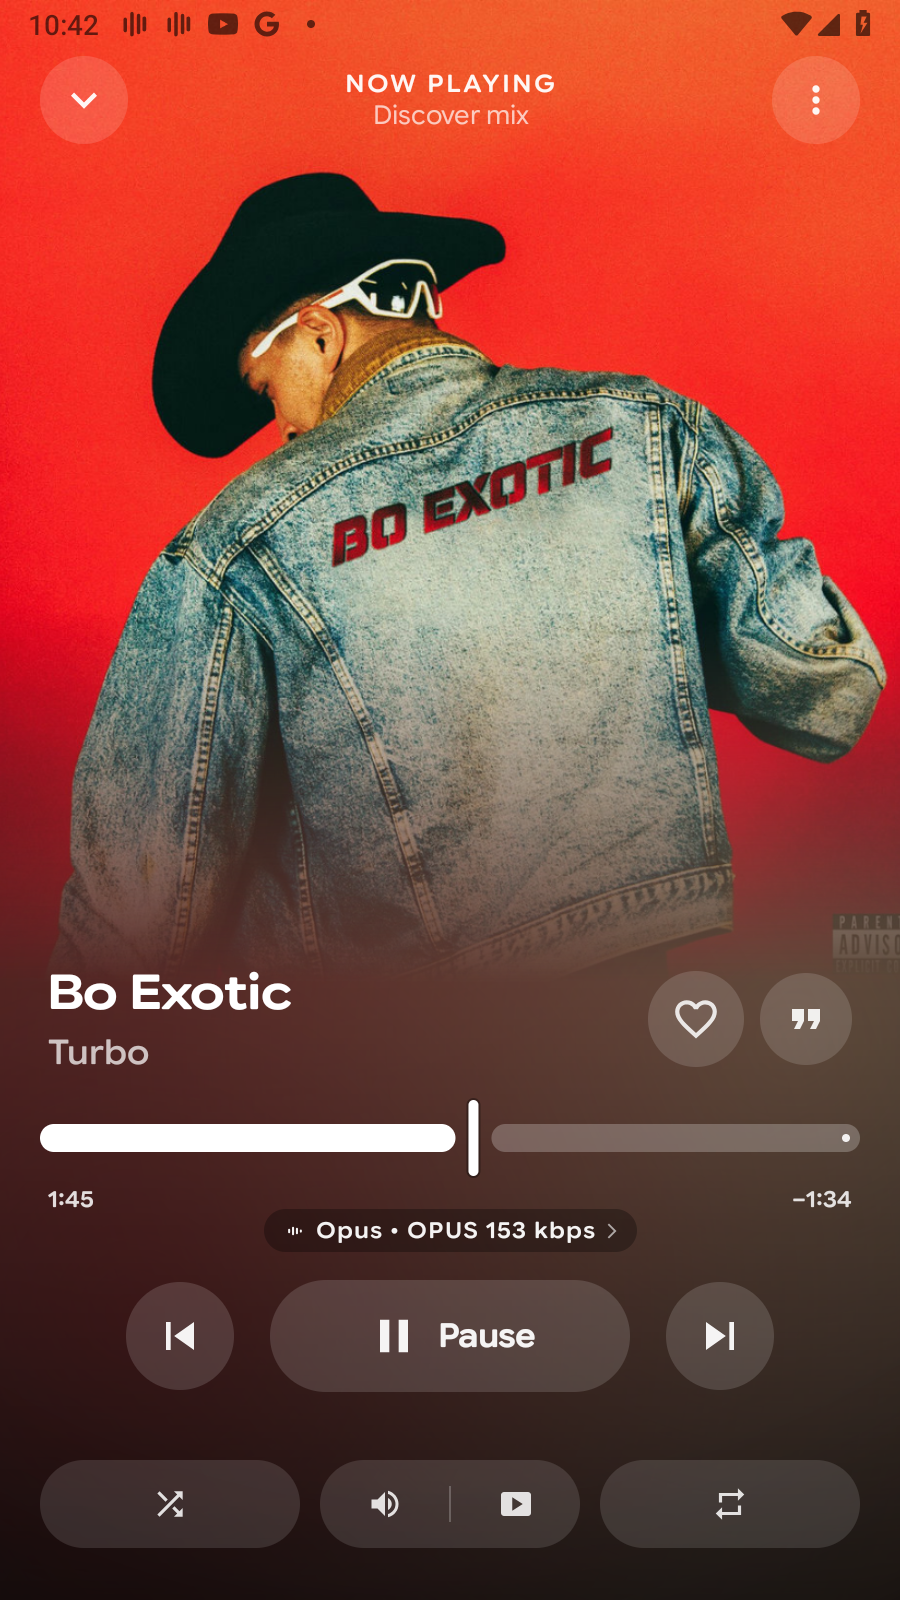 10:42
NOW PLAYING
Discover mix
BO EXOTIC
Bo Exotic
Turbo
1:45
-1:34
Opus • OPUS 153 kbps
Pause